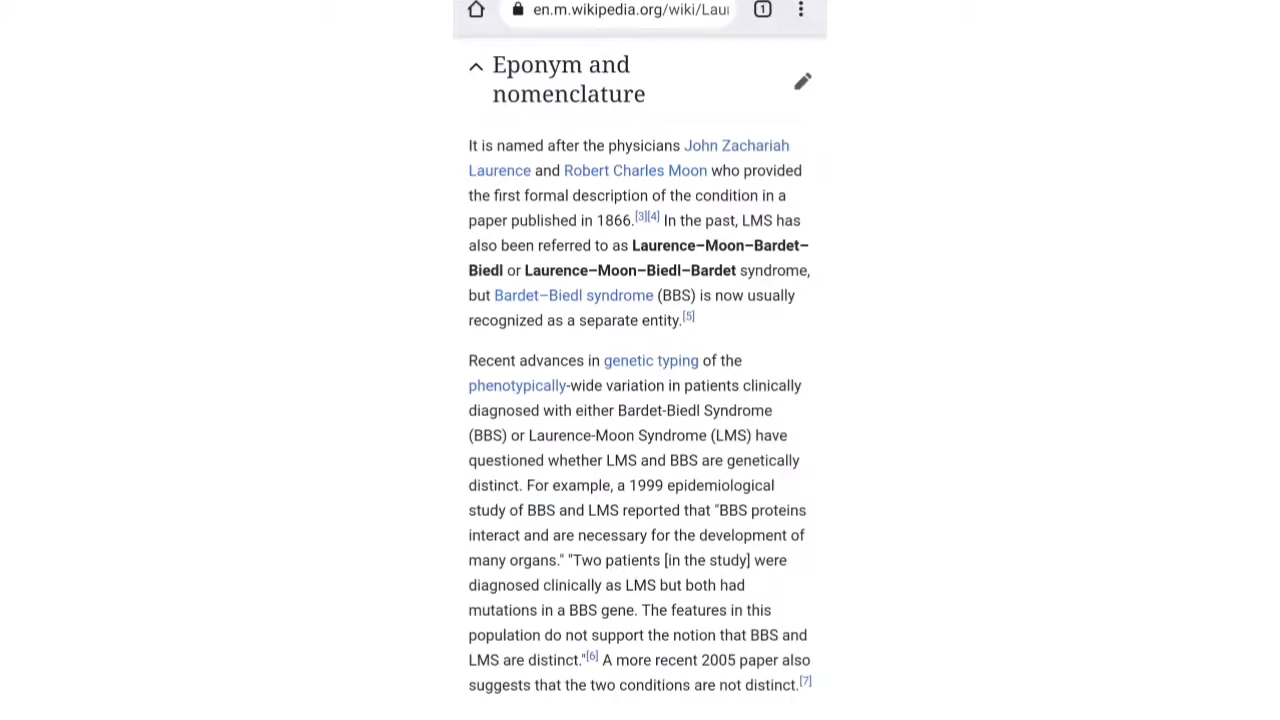 en.m.wikipedia.org/wiki/Laur
1
Eponym and
nomenclature
It is named after the physicians John Zachariah
Laurence and Robert Charles Moon who provided
the first formal description of the condition in a
paper published in 1866.[3][4] In the past, LMS has
also been referred to as Laurence–Moon–Bardet–
Biedl or Laurence–Moon–Biedl–Bardet syndrome,
but Bardet–Biedl syndrome (BBS) is now usually
recognized as a separate entity.[5]
Recent advances in genetic typing of the
phenotypically-wide variation in patients clinically
diagnosed with either Bardet-Biedl Syndrome
(BBS) or Laurence-Moon Syndrome (LMS) have
questioned whether LMS and BBS are genetically
distinct. For example, a 1999 epidemiological
study of BBS and LMS reported that "BBS proteins
interact and are necessary for the development of
many organs." "Two patients [in the study] were
diagnosed clinically as LMS but both had
mutations in a BBS gene. The features in this
population do not support the notion that BBS and
LMS are distinct."[6] A more recent 2005 paper also
suggests that the two conditions are not distinct.[7]